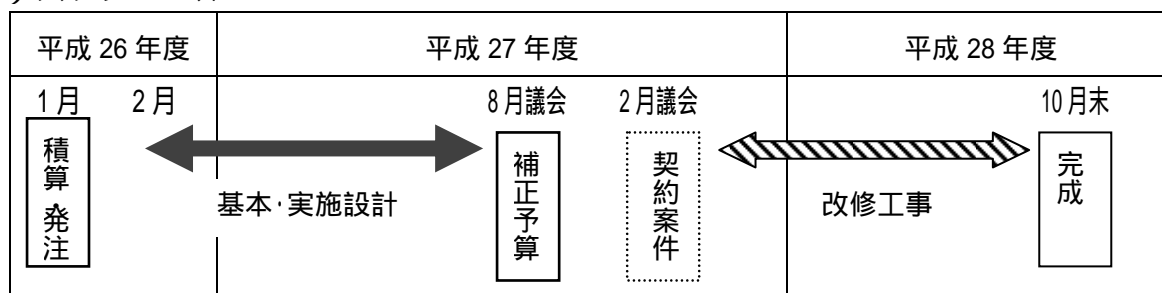 平成 26 年度
平成 27 年度
平成 28 年度
1月
2月
8月議会
2月議会
10月末
積算・発注
基本・実施設計
補正予算
契約案件
改修工事
完成